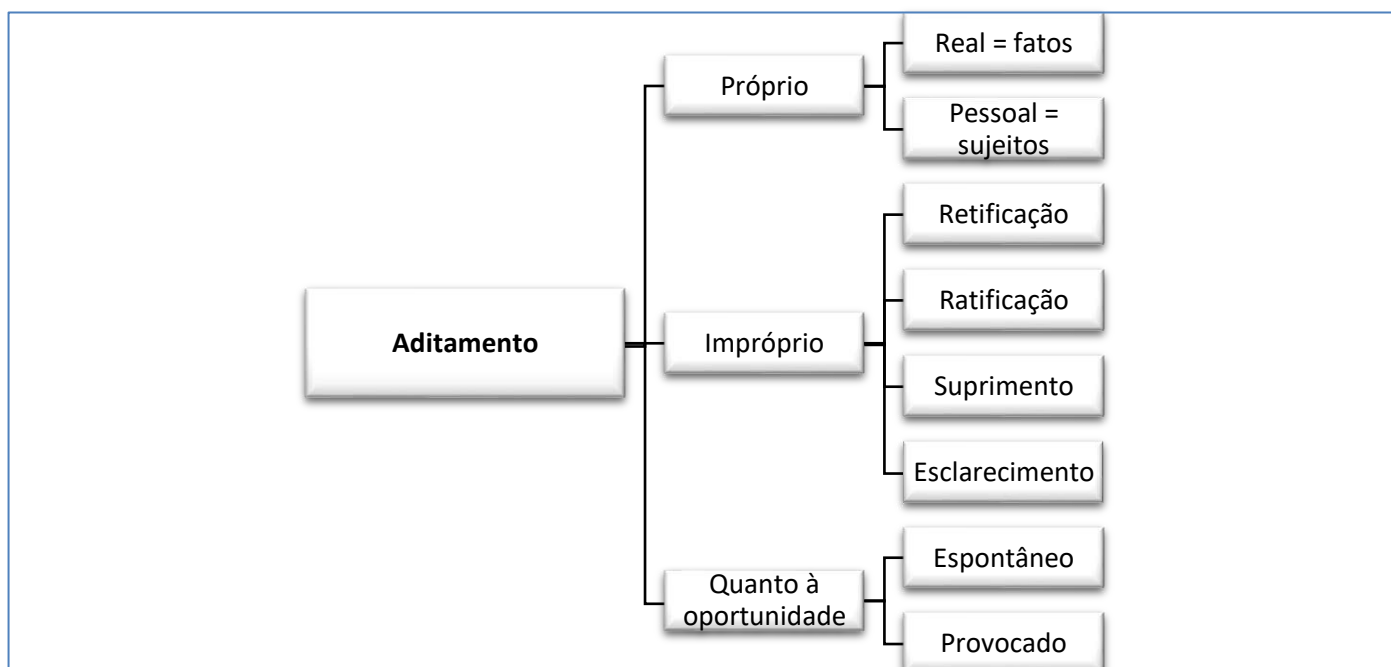 Aditamento
Próprio
Real = fatos
Pessoal =
sujeitos
Impróprio
Retificação
Ratificação
Suprimento
Esclarecimento
Quanto à
oportunidade
Espontâneo
Provocado